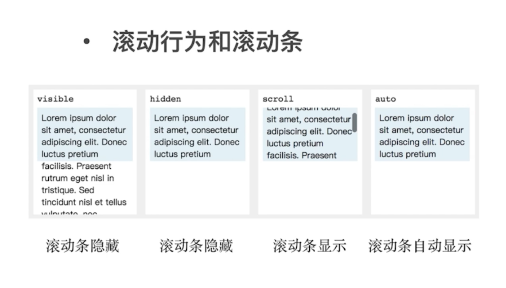 • 滚动行为和滚动条
visible
Lorem ipsum dolor
sit amet, consectetur
adipiscing elit. Donec
luctus pretium
facilisis. Praesent
rutrum eget nisl in
tristique. Sed
tincidunt nisl et tellus
vulputate, nec
hidden
Lorem ipsum dolor
sit amet, consectetur
adipiscing elit. Donec
luctus pretium
scroll
Lorem ipsum dolor
sit amet, consectetur
adipiscing elit. Donec
luctus pretium
facilisis. Praesent
auto
Lorem ipsum dolor
sit amet, consectetur
adipiscing elit. Donec
luctus pretium
滚动条隐藏
滚动条隐藏
滚动条显示
滚动条自动显示